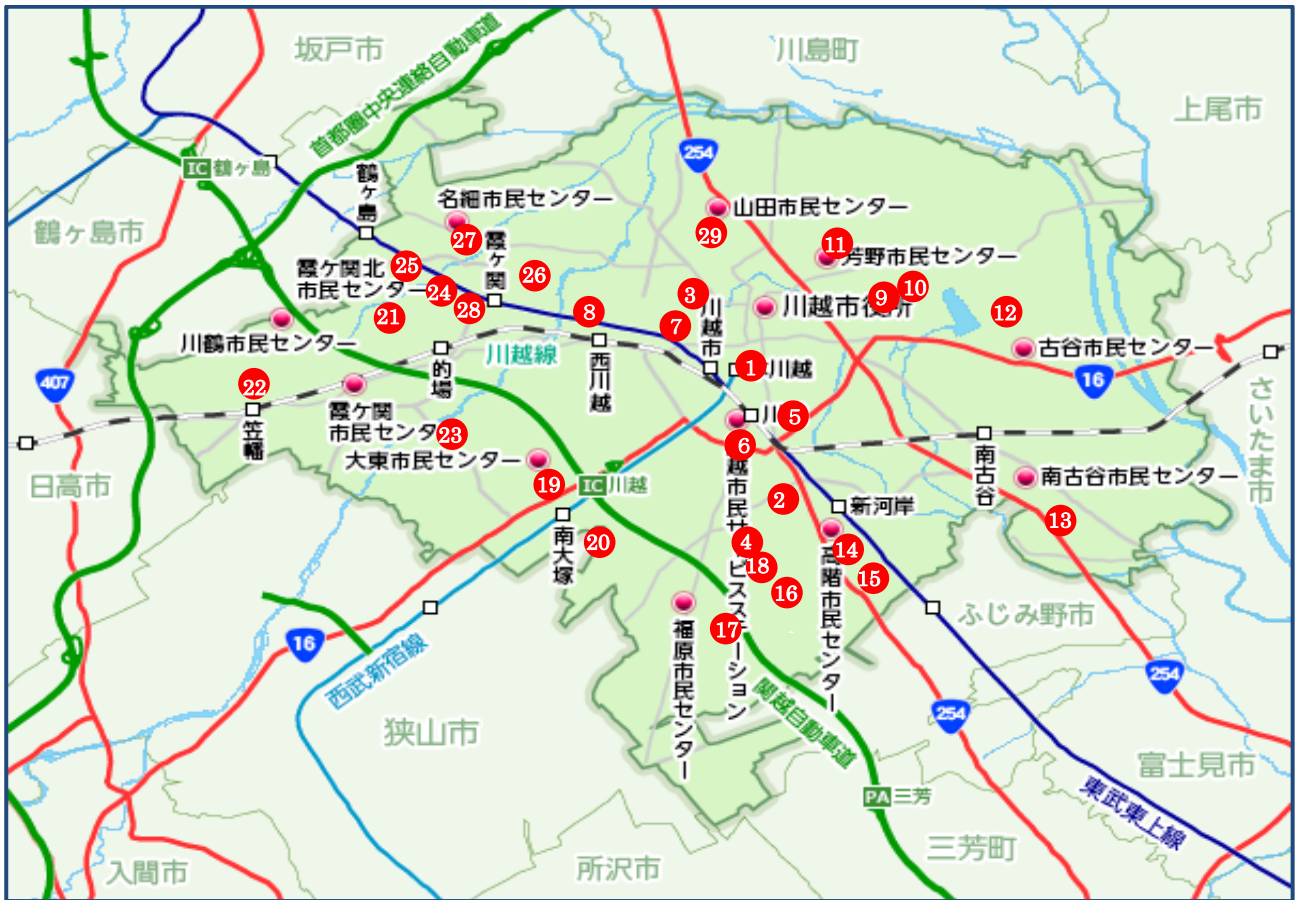 坂戸市
川島町
上尾市
首都圏中央連絡自動車道
IC 鶴ヶ島
鶴ヶ島
254
名細市民センター
山田市民センター
鶴ヶ島市
27
霞ヶ関
29
11
芳野市民センター
霞ケ関北
市民センター
25
24
26
28
21
8
3
7
川越市
川越市役所
9
10
12
川鶴市民センター
川越線
西川越
的場
1
川越
古谷市民センター
16
407
22
笠幡
霞ケ関
市民センタ
23
川
5
6
さいたま市
大東市民センター
日高市
19
IC 川越
越市民サ
ビスステーション
2
新河岸
南古谷
南古谷市民センター
13
南大塚
20
4
18
16
14
15
高階市民センター
17
福原市民センター
ふじみ野市
16
西武新宿線
狭山市
関越自動車道
254
254
富士見市
PA 三芳
東武東上線
三芳町
入間市
所沢市